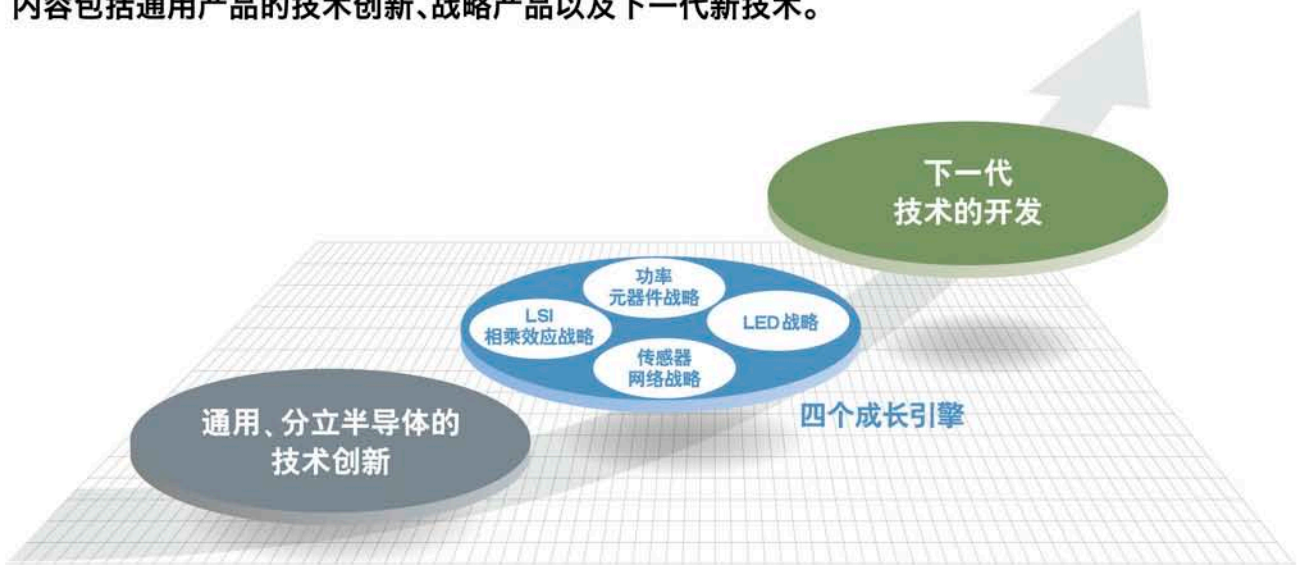 内容包括通用产品的技术创新、战略产品以及下一代新技术。
下一代
技术的开发
功率
元器件战略
LSI
相乘效应战略
LED战略
传感器
网络战略
四个成长引擎
通用、分立半导体的
技术创新